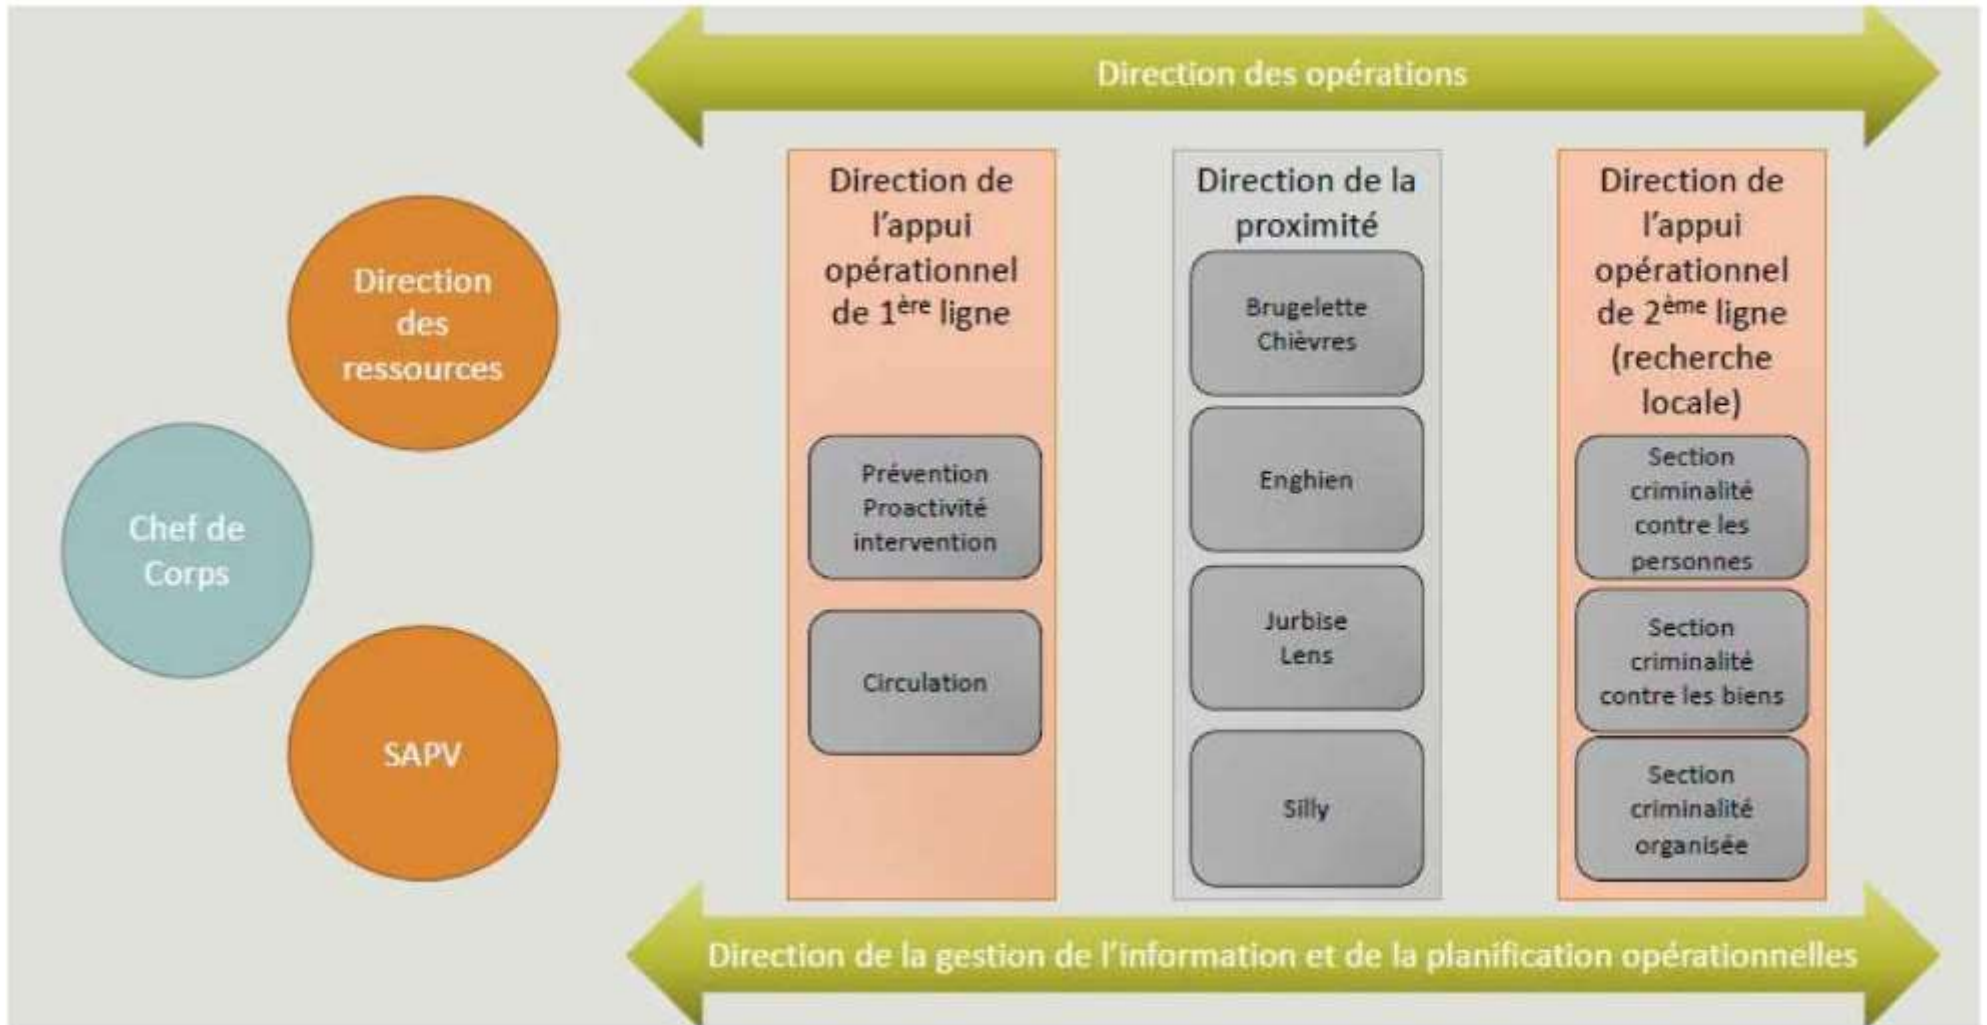 Direction des opérations
Direction
des
ressources
Chef de
Corps
SAPV
Direction de
l'appui
opérationnel
de 1ère ligne
Prévention
Proactivité
intervention
Circulation
Direction de la
proximité
Brugelette
Chièvres
Enghien
Jurbise
Lens
Silly
Direction de
l'appui
opérationnel
de 2ème ligne
(recherche
locale)
Section
criminalité
contre les
personnes
Section
criminalité
contre les biens
Section
criminalité
organisée
Direction de la gestion de l'information et de la planification opérationnelles